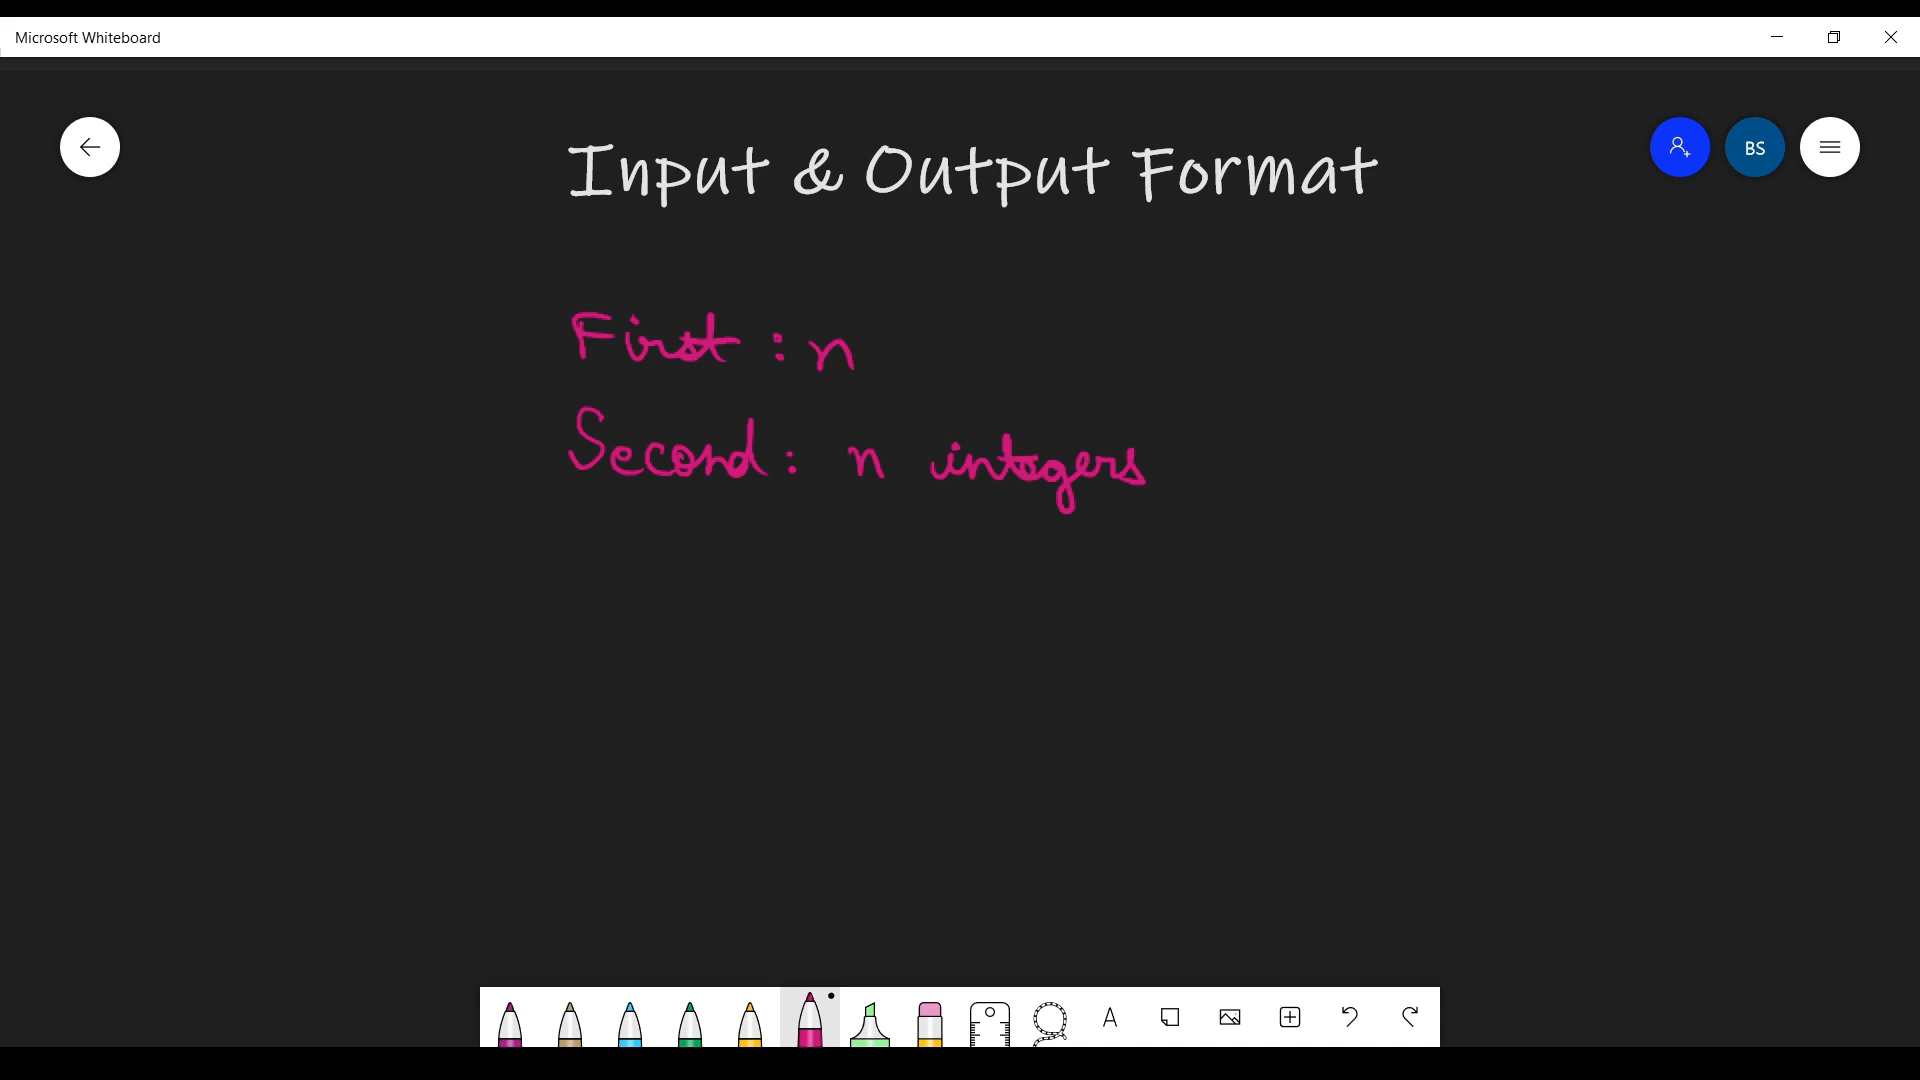 Microsoft Whiteboard
Input & Output Format
BS
First : n
Second : n integers
A